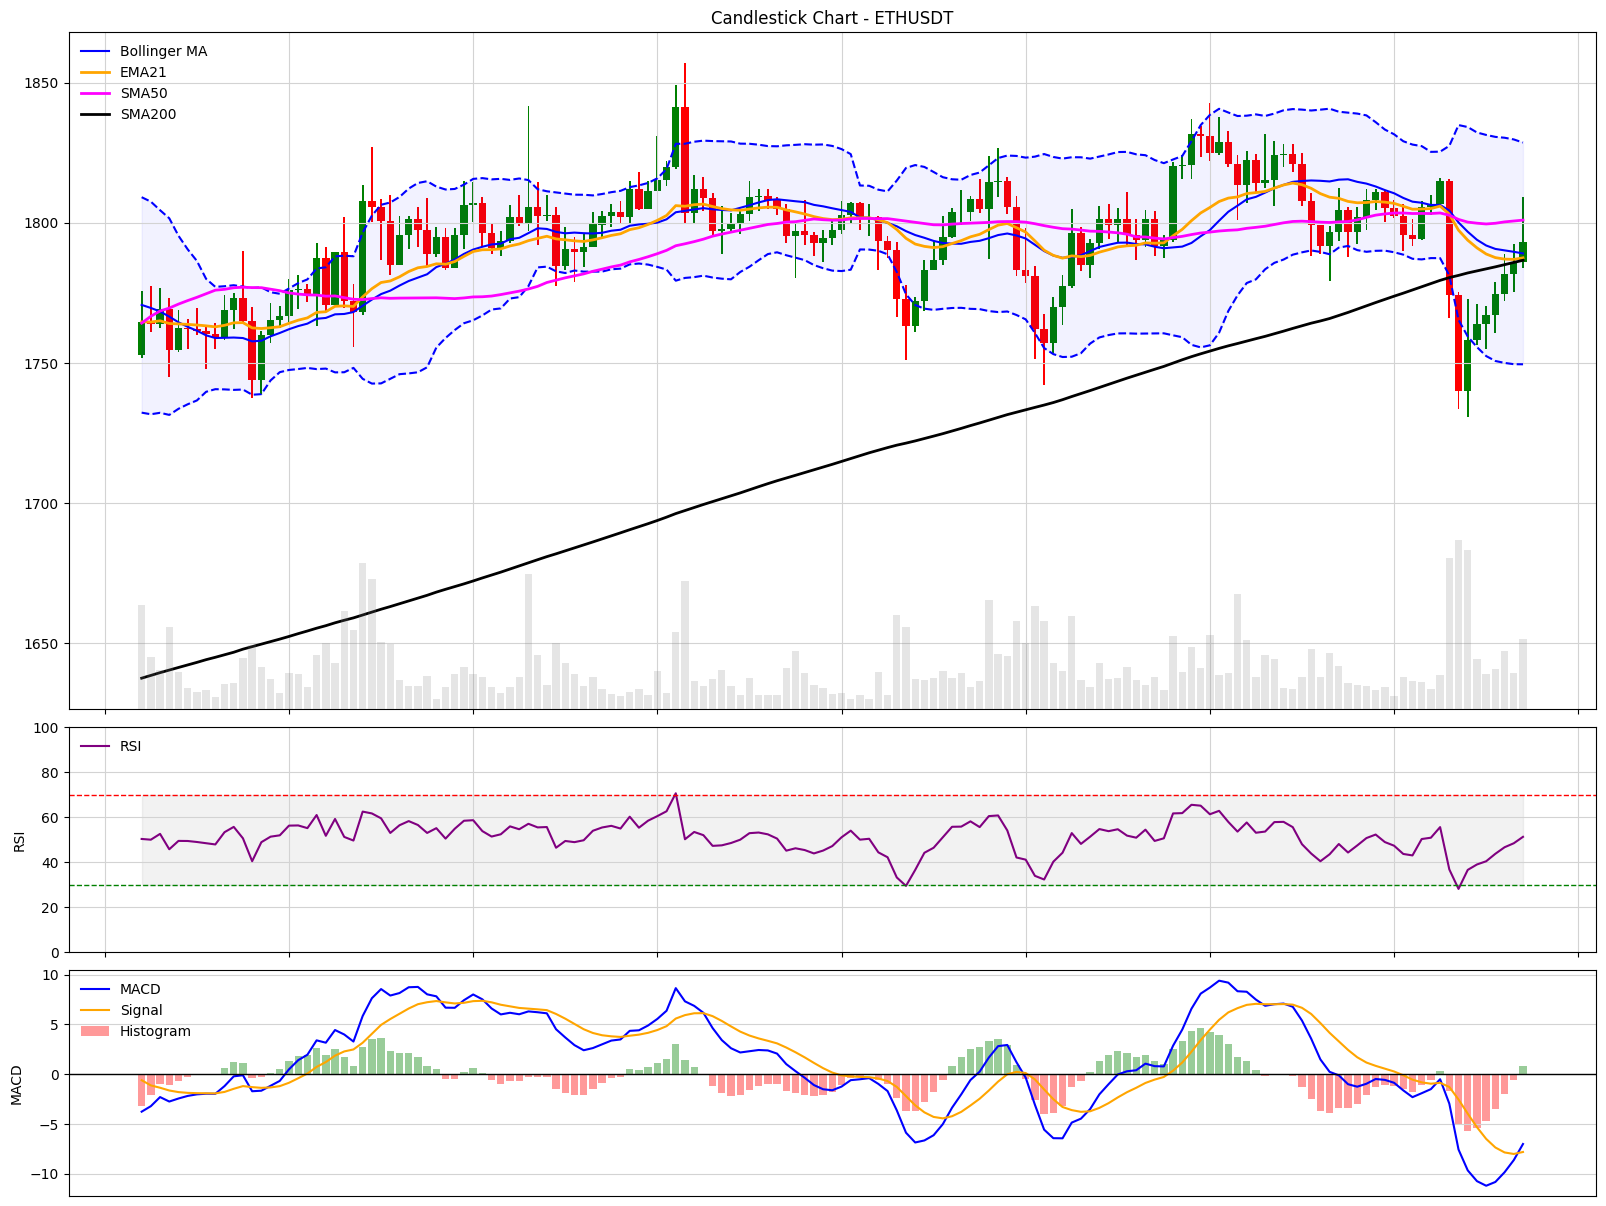 Candlestick Chart - ETHUSDT
Bollinger MA
EMA21
SMA50
SMA200
1850
1800
1750
1700
1650
RSI
100
80
60
40
20
0
RSI
MACD
Signal
Histogram
10
5
0
−5
−10
MACD